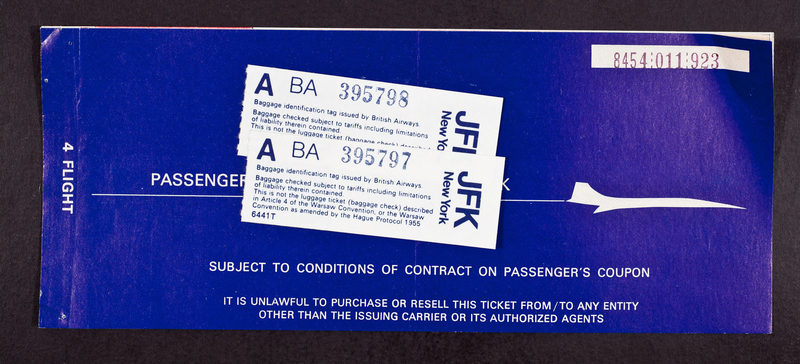 8454:011:923
A BA 395798
Baggage identification tag issued by British Airways.
Baggage checked subject to tariffs including limitations
of liability therein contained.
This is not the luggage ticket (baggage check) described
JF
New Yo
A BA 395797
Baggage identification tag issued by British Airways.
Baggage checked subject to tariffs including limitations
of liability therein contained.
This is not the luggage ticket (baggage check) described
in Article 4 of the Warsaw Convention, or the Warsaw
Convention as amended by the Hague Protocol 1955
6441T
JFK
New York
4 FLIGHT
PASSENGER
K
SUBJECT TO CONDITIONS OF CONTRACT ON PASSENGER'S COUPON
IT IS UNLAWFUL TO PURCHASE OR RESELL THIS TICKET FROM/TO ANY ENTITY
OTHER THAN THE ISSUING CARRIER OR ITS AUTHORIZED AGENTS